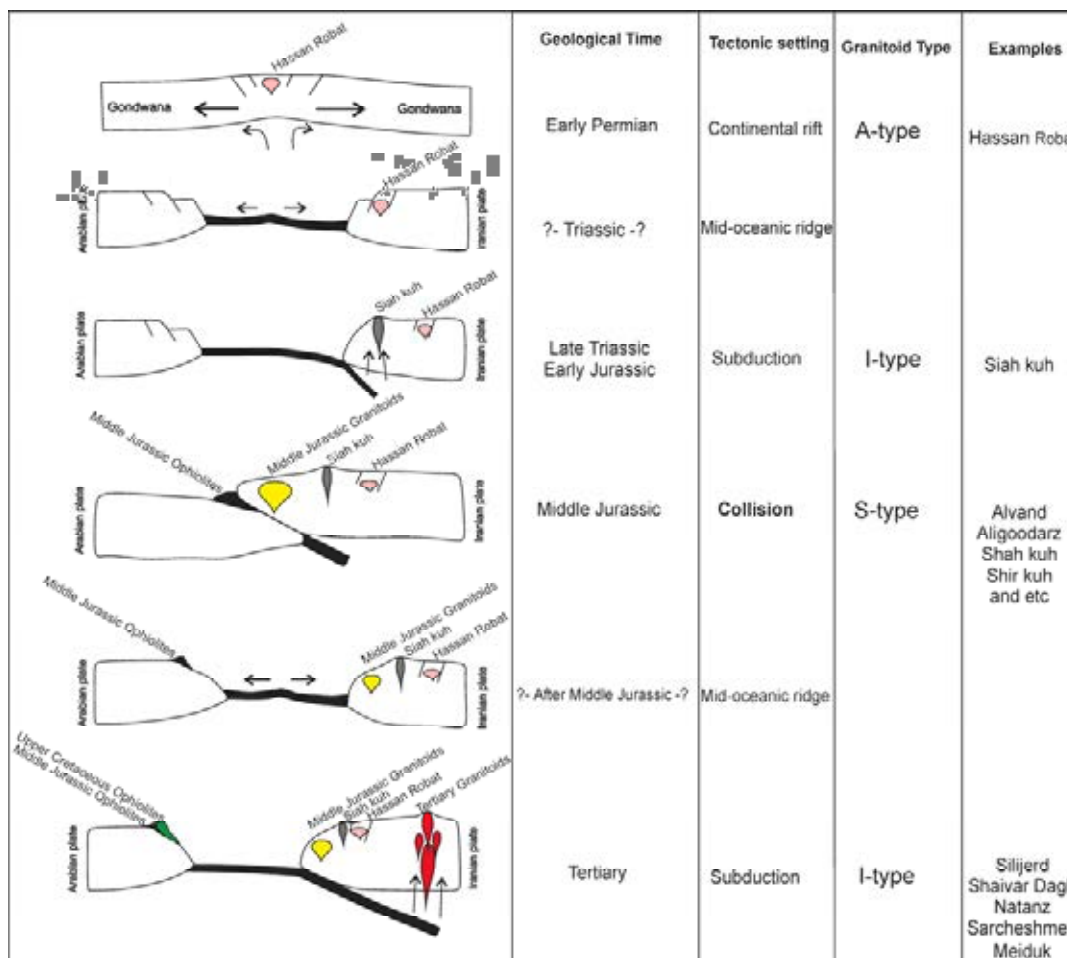 Geological Time
Tectonic setting
Granitoid Type
Examples
Hassan Robat
Gondwana
Gondwana
Early Permian
Continental rift
A-type
Hassan Roba
Hassan Robat
Arabian
Iranian plate
?- Triassic -?
Mid-oceanic ridge
Siah kuh
Hassan Robat
Arabian plate
Iranian plate
Late Triassic
Early Jurassic
Subduction
I-type
Siah kuh
Middle Jurassic Ophiolites
Middle Jurassic Granitoids
Siah kuh
Hassan Robat
Arabian plate
Iranian plate
Middle Jurassic
Collision
S-type
Alvand
Aligoodarz
Shah kuh
Shir kuh
and etc
Middle Jurassic Ophiolites
Middle Jurassic Granitoids
Siah kuh
Hassan Robat
Arabian plate
Iranian plate
?- After Middle Jurassic -?
Mid-oceanic ridge
Upper Cretaceous Ophiolites
Middle Jurassic Ophiolites
Middle Jurassic Granitoids
Siah kuh
Hassan Robat
Tertiary Granitoids
Arabian plate
Iranian plate
Tertiary
Subduction
I-type
Silijerd
Shaivar Dagh
Natanz
Sarcheshme
Meiduk